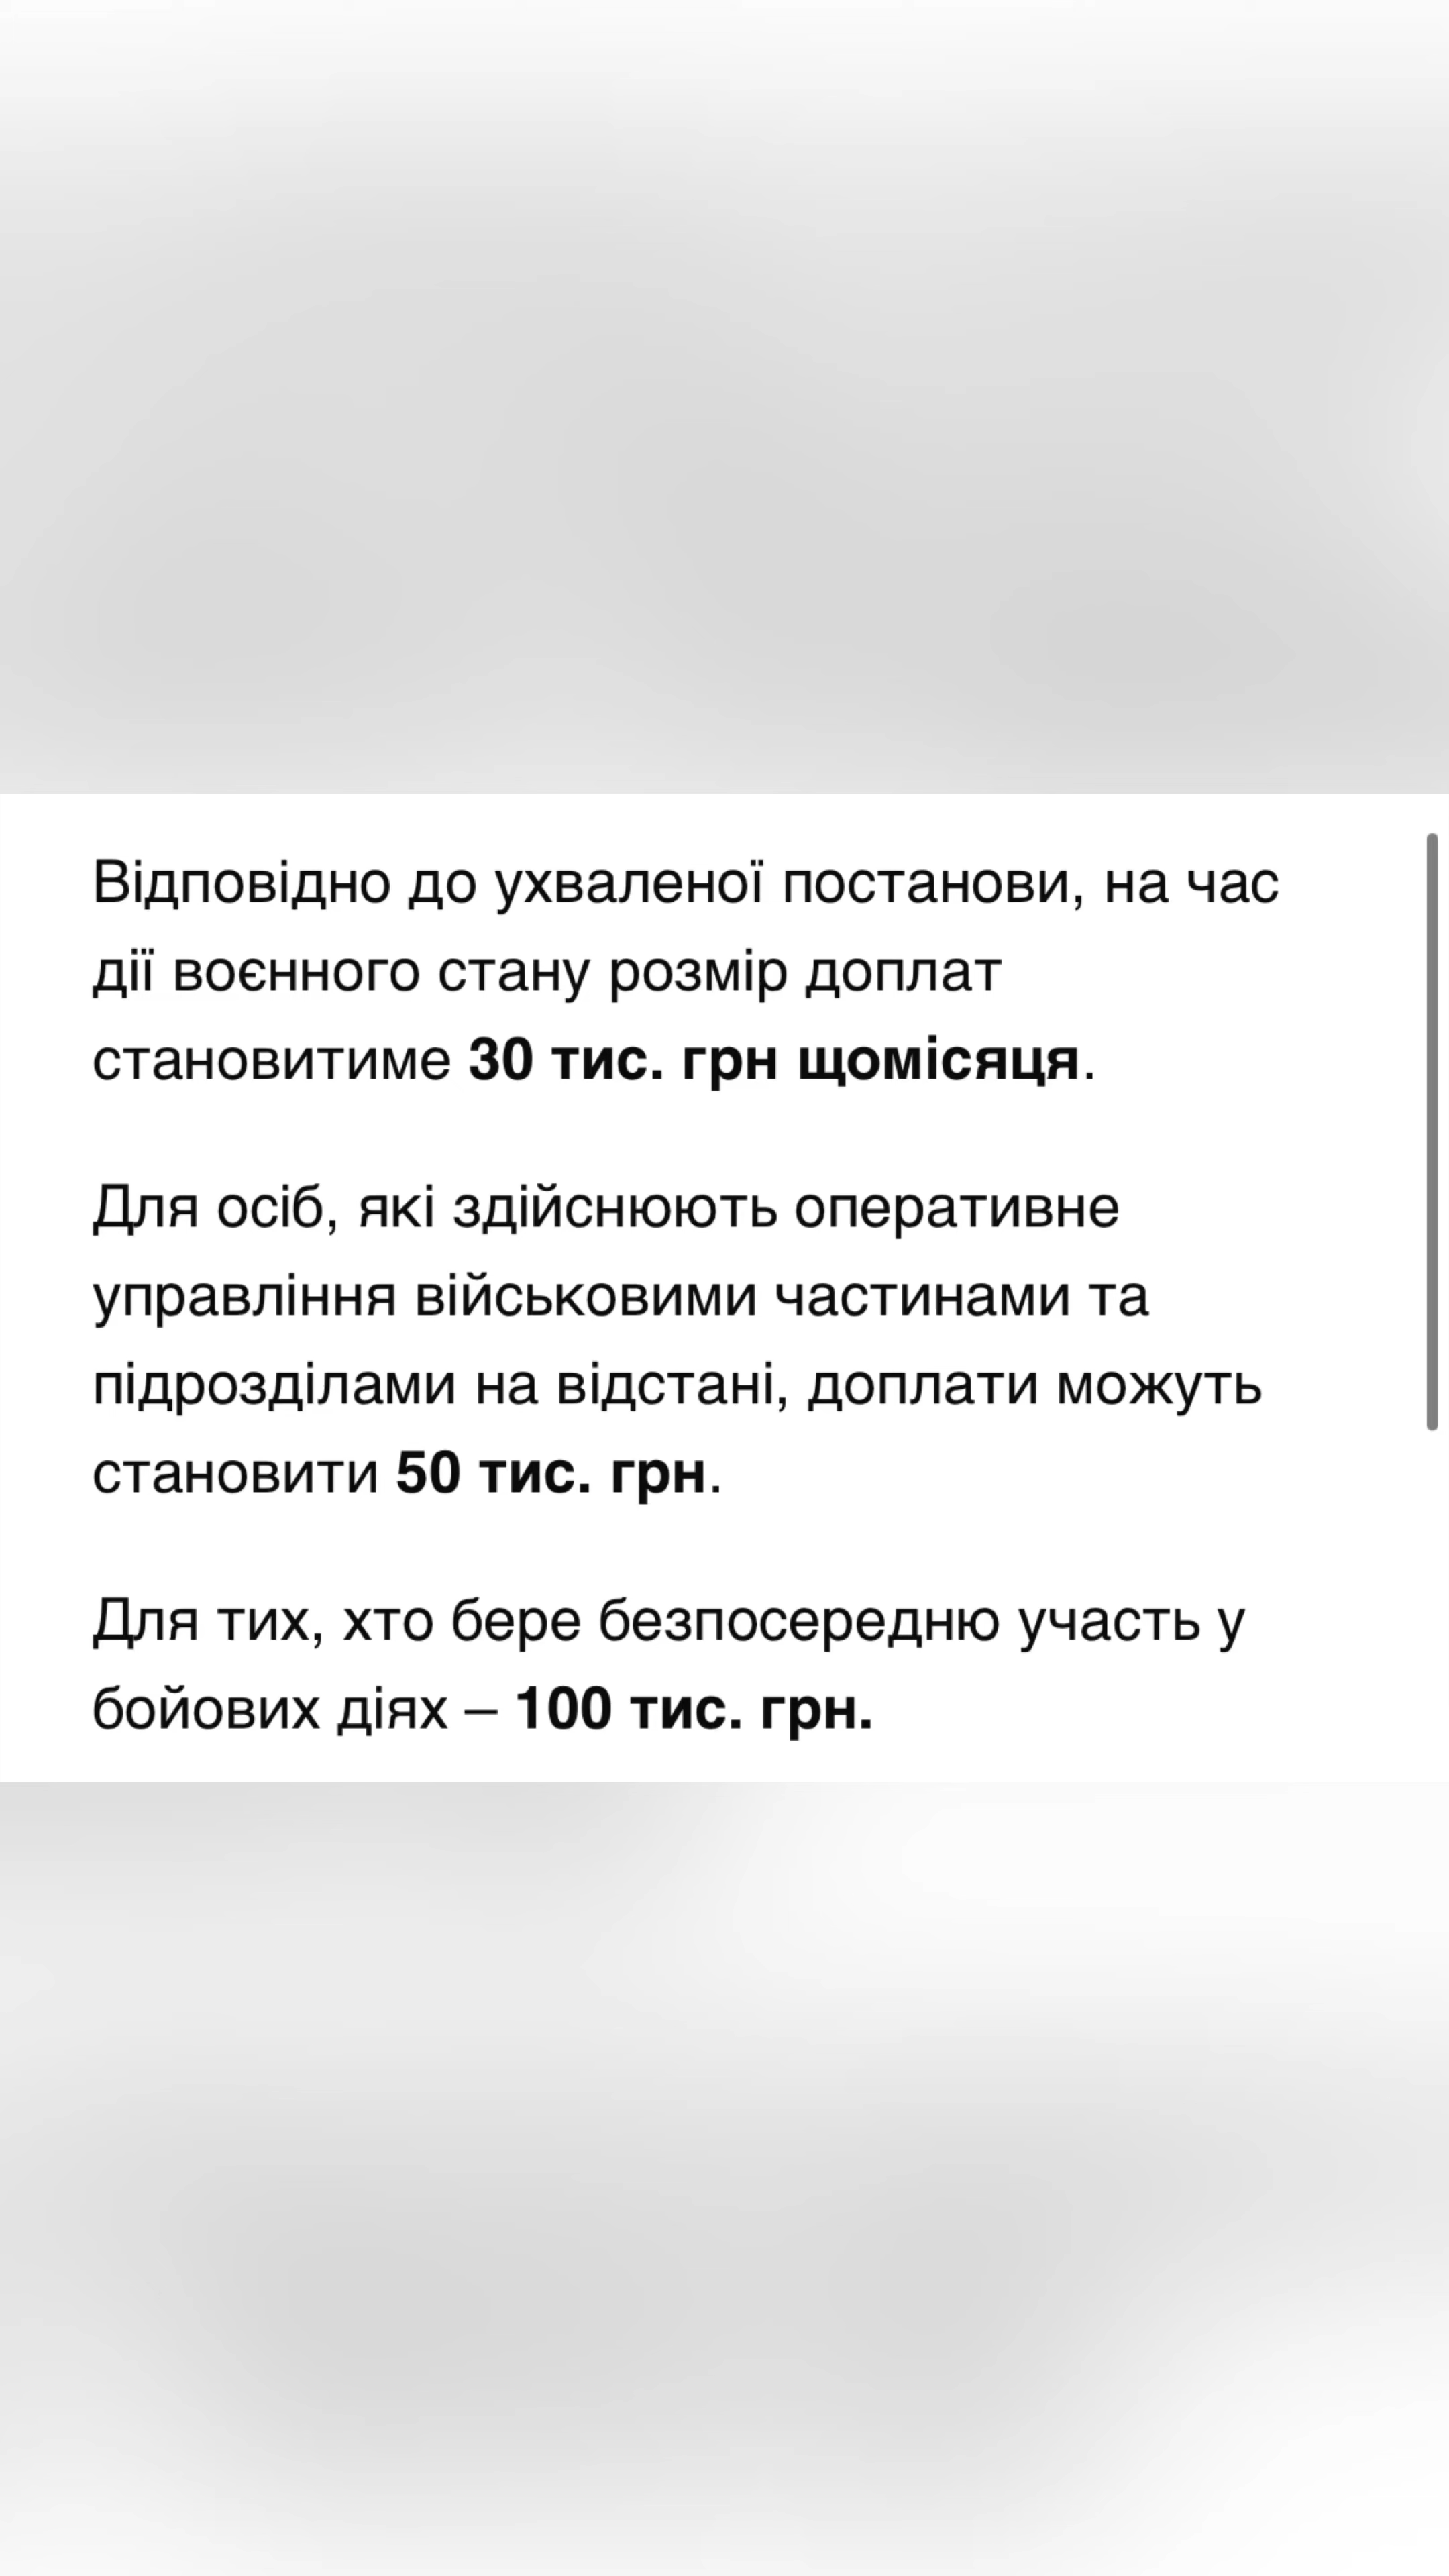 Відповідно до ухваленої постанови, на час
дії воєнного стану розмір доплат
становитиме 30 тис. грн щомісяця.
Для осіб, які здійснюють оперативне
управління військовими частинами та
підрозділами на відстані, доплати можуть
становити 50 тис. грн.
Для тих, хто бере безпосередню участь у
бойових діях – 100 тис. грн.